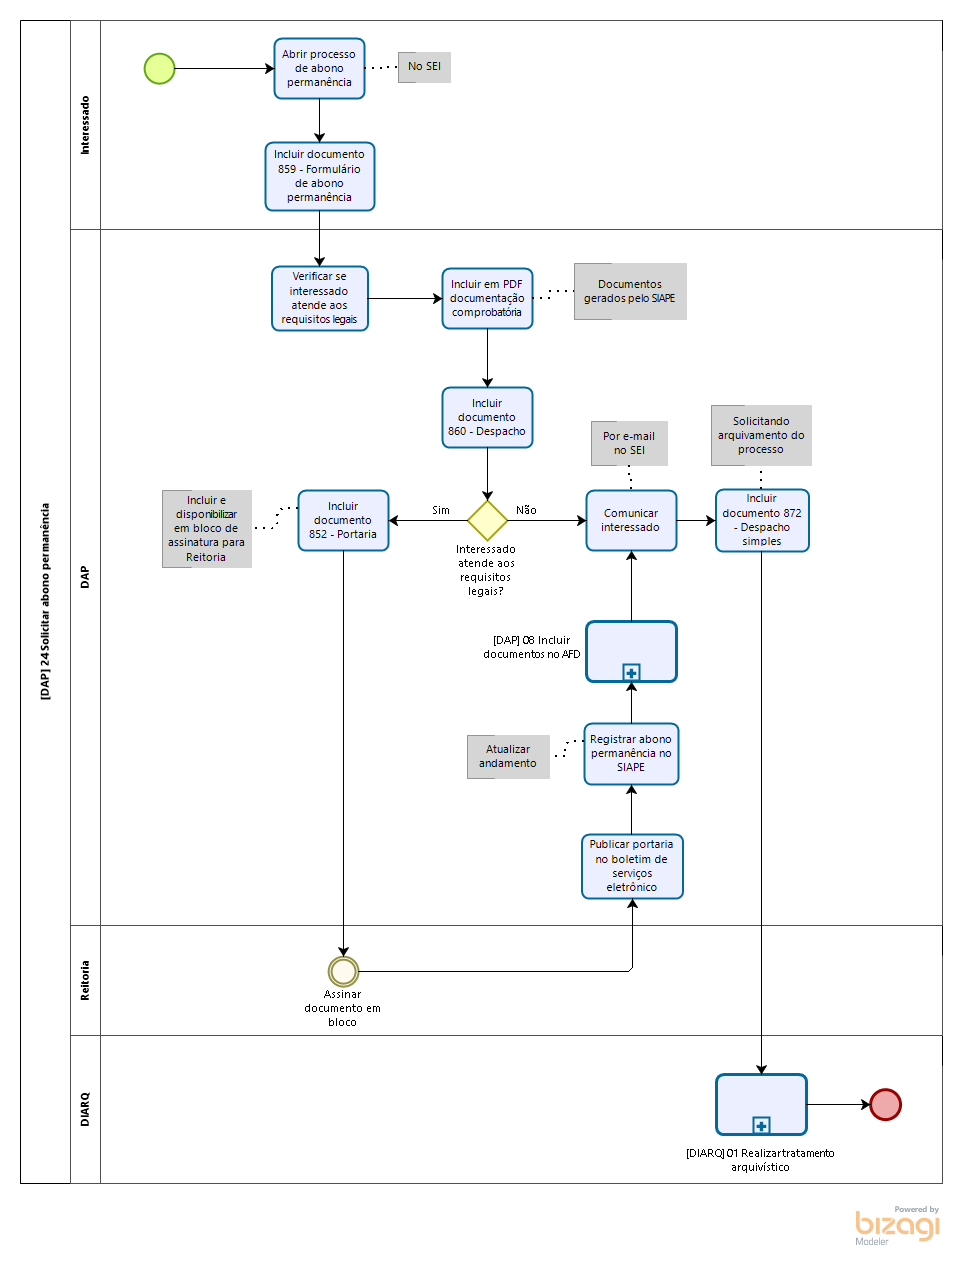 [DAP] 24 Solicitar abono permanência
Interessado
Abrir processo
de abono
permanência
No SEI
Incluir documento
859 - Formulário
de abono
permanência
DAP
Verificar se
interessado
atende aos
requisitos legais
Incluir em PDF
documentação
comprobatória
Documentos
gerados pelo SIAPE
Incluir
documento
860 - Despacho
Incluir e
disponibilizar
em bloco de
assinatura para
Reitoria
Incluir
documento
852 - Portaria
Sim
Não
Interessado
atende aos
requisitos
legais?
Por e-mail
no SEI
Comunicar
interessado
Solicitando
arquivamento do
processo
Incluir
documento 872
- Despacho
simples
[DAP] 08 Incluir
documentos no AFD
Atualizar
andamento
Registrar abono
permanência no
SIAPE
Publicar portaria
no boletim de
serviços
eletrônico
Reitoria
Assinar
documento em
bloco
DIARQ
[DIARQ] 01 Realizar tratamento
arquivístico
Powered by
bizagi
Modeler